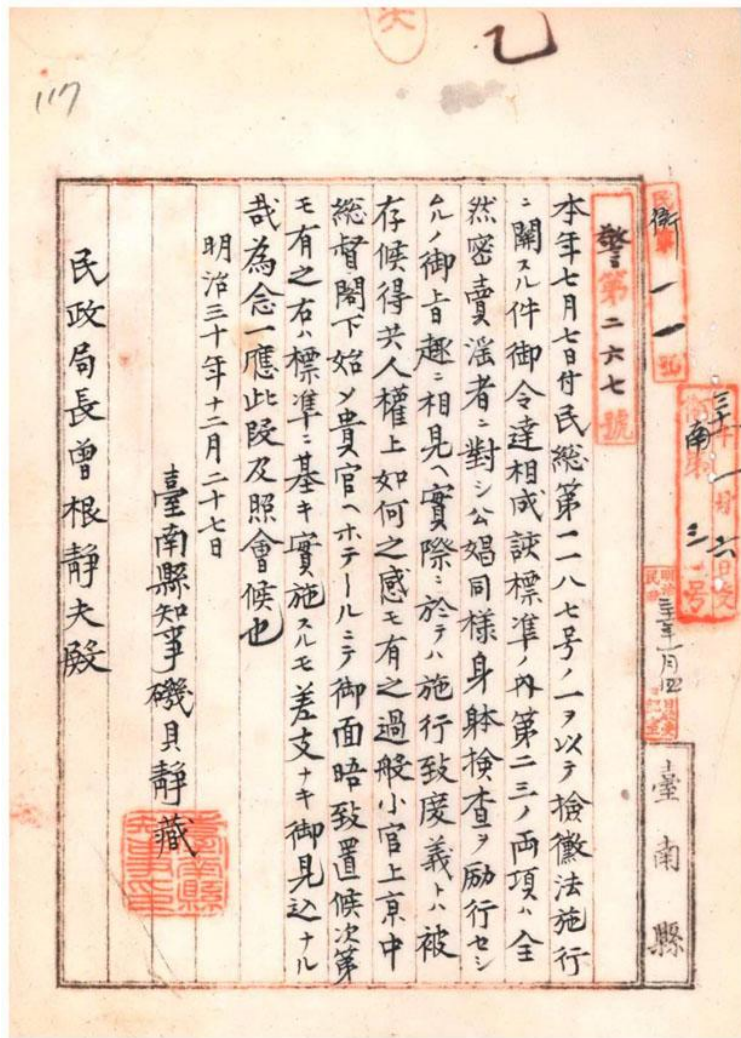 117
乙
警第二六七號
本年七月七日付民総第一一八七号ノ一ヲ以テ撿黴法施行
ニ関スル件御令達相成候標準ノ内第二三ノ両項ハ全
然密賣淫者ニ對シ公娼同様身躰検査ヲ励行セシ
ムルノ御旨趣ニ相見ヘ實際ニ於テハ施行致度義トハ被
存候得共人權上如何之感モ有之過般小官上京中
総督閣下始メ貴官ヘホテールニテ御面晤致置候次第
モ有之右ハ標準ニ基キ實施スルモ差支ナキ御見込ナル
哉為念一應此段及照會候也
明治三十年十二月二十七日
臺南縣知事磯貝靜藏
民政局長曽根靜夫殿
臺南縣